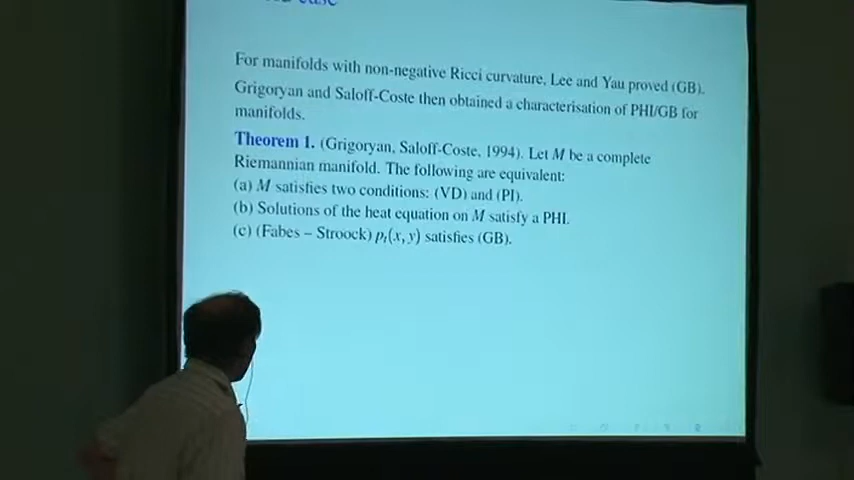 case
For manifolds with non-negative Ricci curvature, Lee and Yau proved (GB).
Grigoryan and Saloff-Coste then obtained a characterisation of PHI/GB for
manifolds.
Theorem 1. (Grigoryan, Saloff-Coste, 1994). Let M be a complete
Riemannian manifold. The following are equivalent:
(a) M satisfies two conditions: (VD) and (PI).
(b) Solutions of the heat equation on M satisfy a PHI.
(c) (Fabes – Stroock) pₜ(x, y) satisfies (GB).